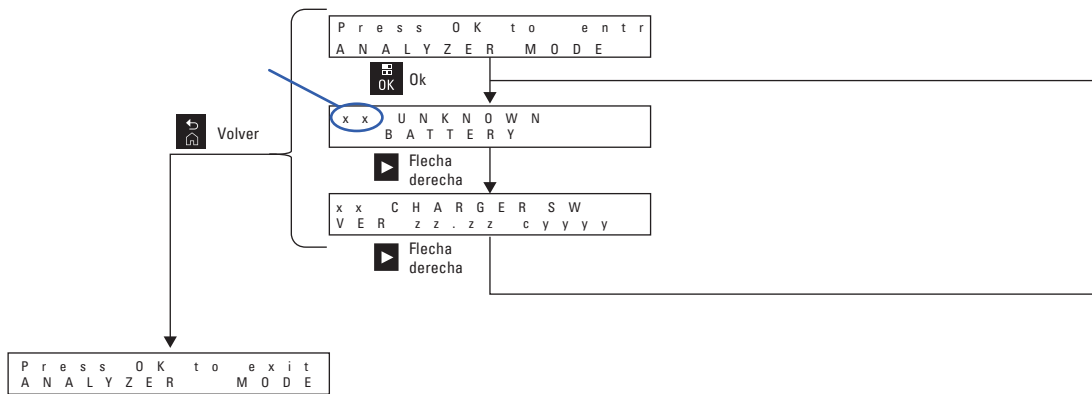 Press OK to entr
ANALYZER MODE
OK Ok
xx UNKNOWN
BATTERY
Volver
Flecha
derecha
xx CHARGER SW
VER zz.zz cyyyy
Flecha
derecha
Press OK to exit
ANALYZER MODE